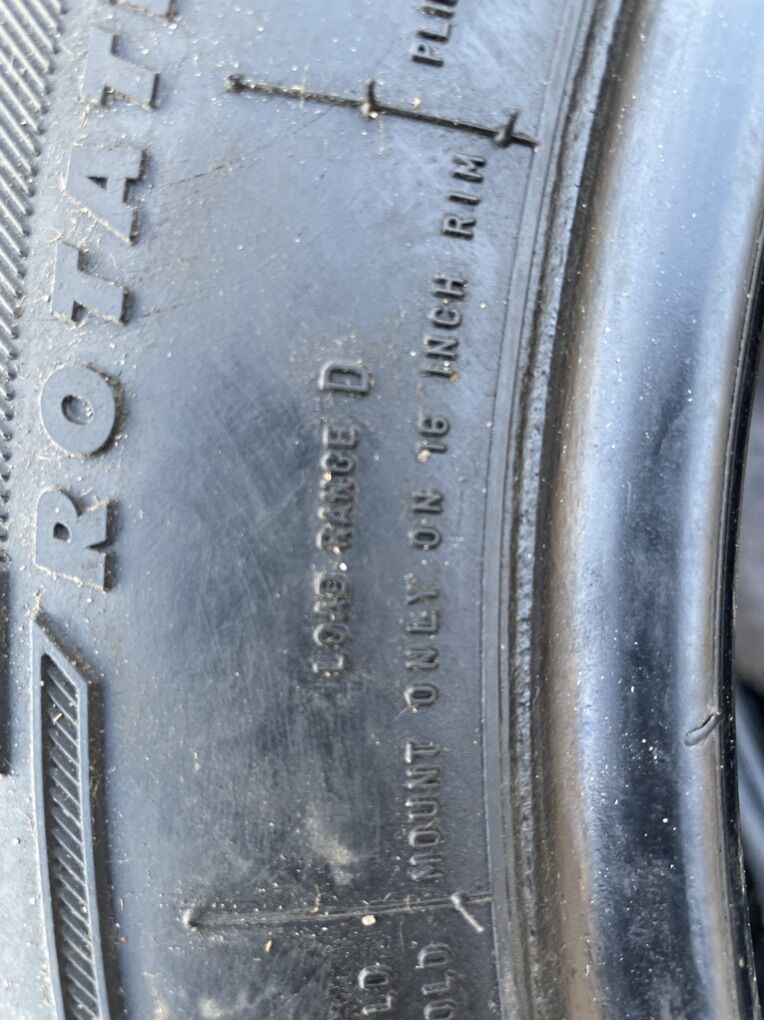 ROTAT
LOAD RANGE D
MOUNT ONLY ON 16 INCH RIM